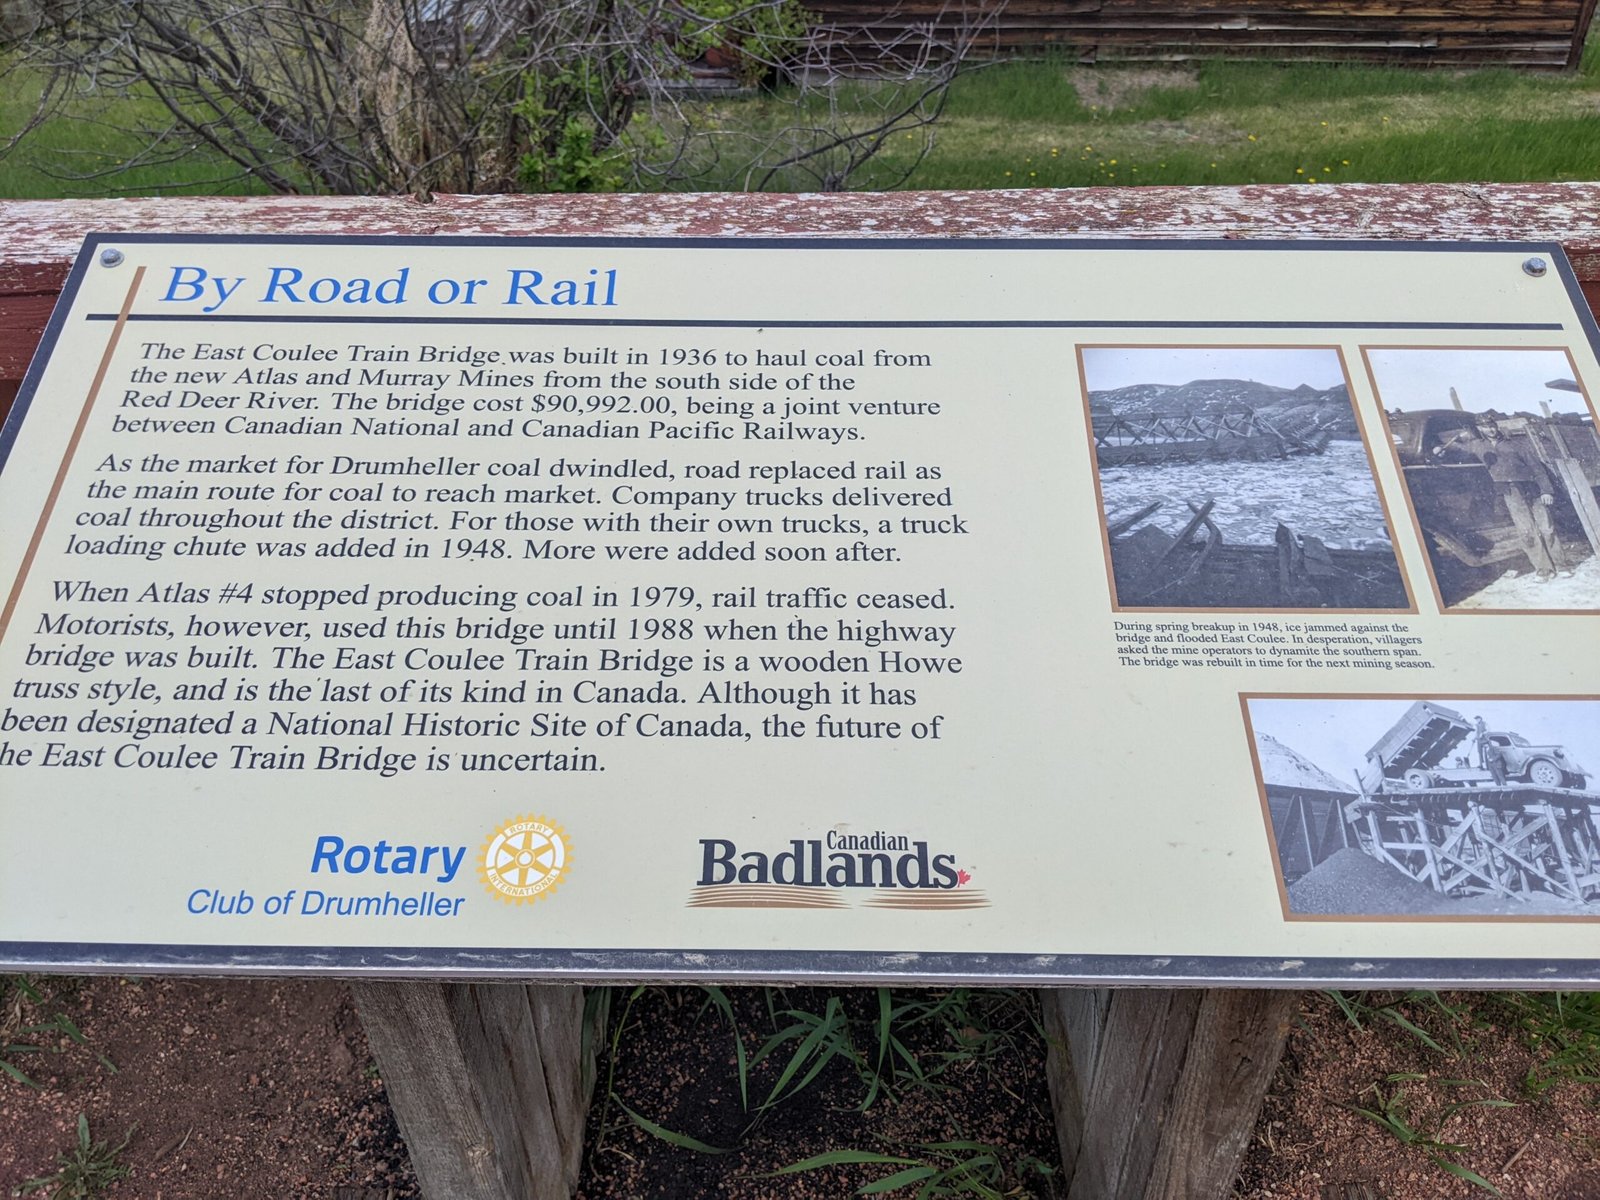 By Road or Rail
The East Coulee Train Bridge was built in 1936 to haul coal from
the new Atlas and Murray Mines from the south side of the
Red Deer River. The bridge cost $90,992.00, being a joint venture
between Canadian National and Canadian Pacific Railways.
As the market for Drumheller coal dwindled, road replaced rail as
the main route for coal to reach market. Company trucks delivered
coal throughout the district. For those with their own trucks, a truck
loading chute was added in 1948. More were added soon after.
When Atlas #4 stopped producing coal in 1979, rail traffic ceased.
Motorists, however, used this bridge until 1988 when the highway
bridge was built. The East Coulee Train Bridge is a wooden Howe
truss style, and is the last of its kind in Canada. Although it has
been designated a National Historic Site of Canada, the future of
he East Coulee Train Bridge is uncertain.
During spring breakup in 1948, ice jammed against the
bridge and flooded East Coulee. In desperation, villagers
asked the mine operators to dynamite the southern span.
The bridge was rebuilt in time for the next mining season.
Rotary
Club of Drumheller
ROTARY
INTERNATIONAL
Canadian
Badlands